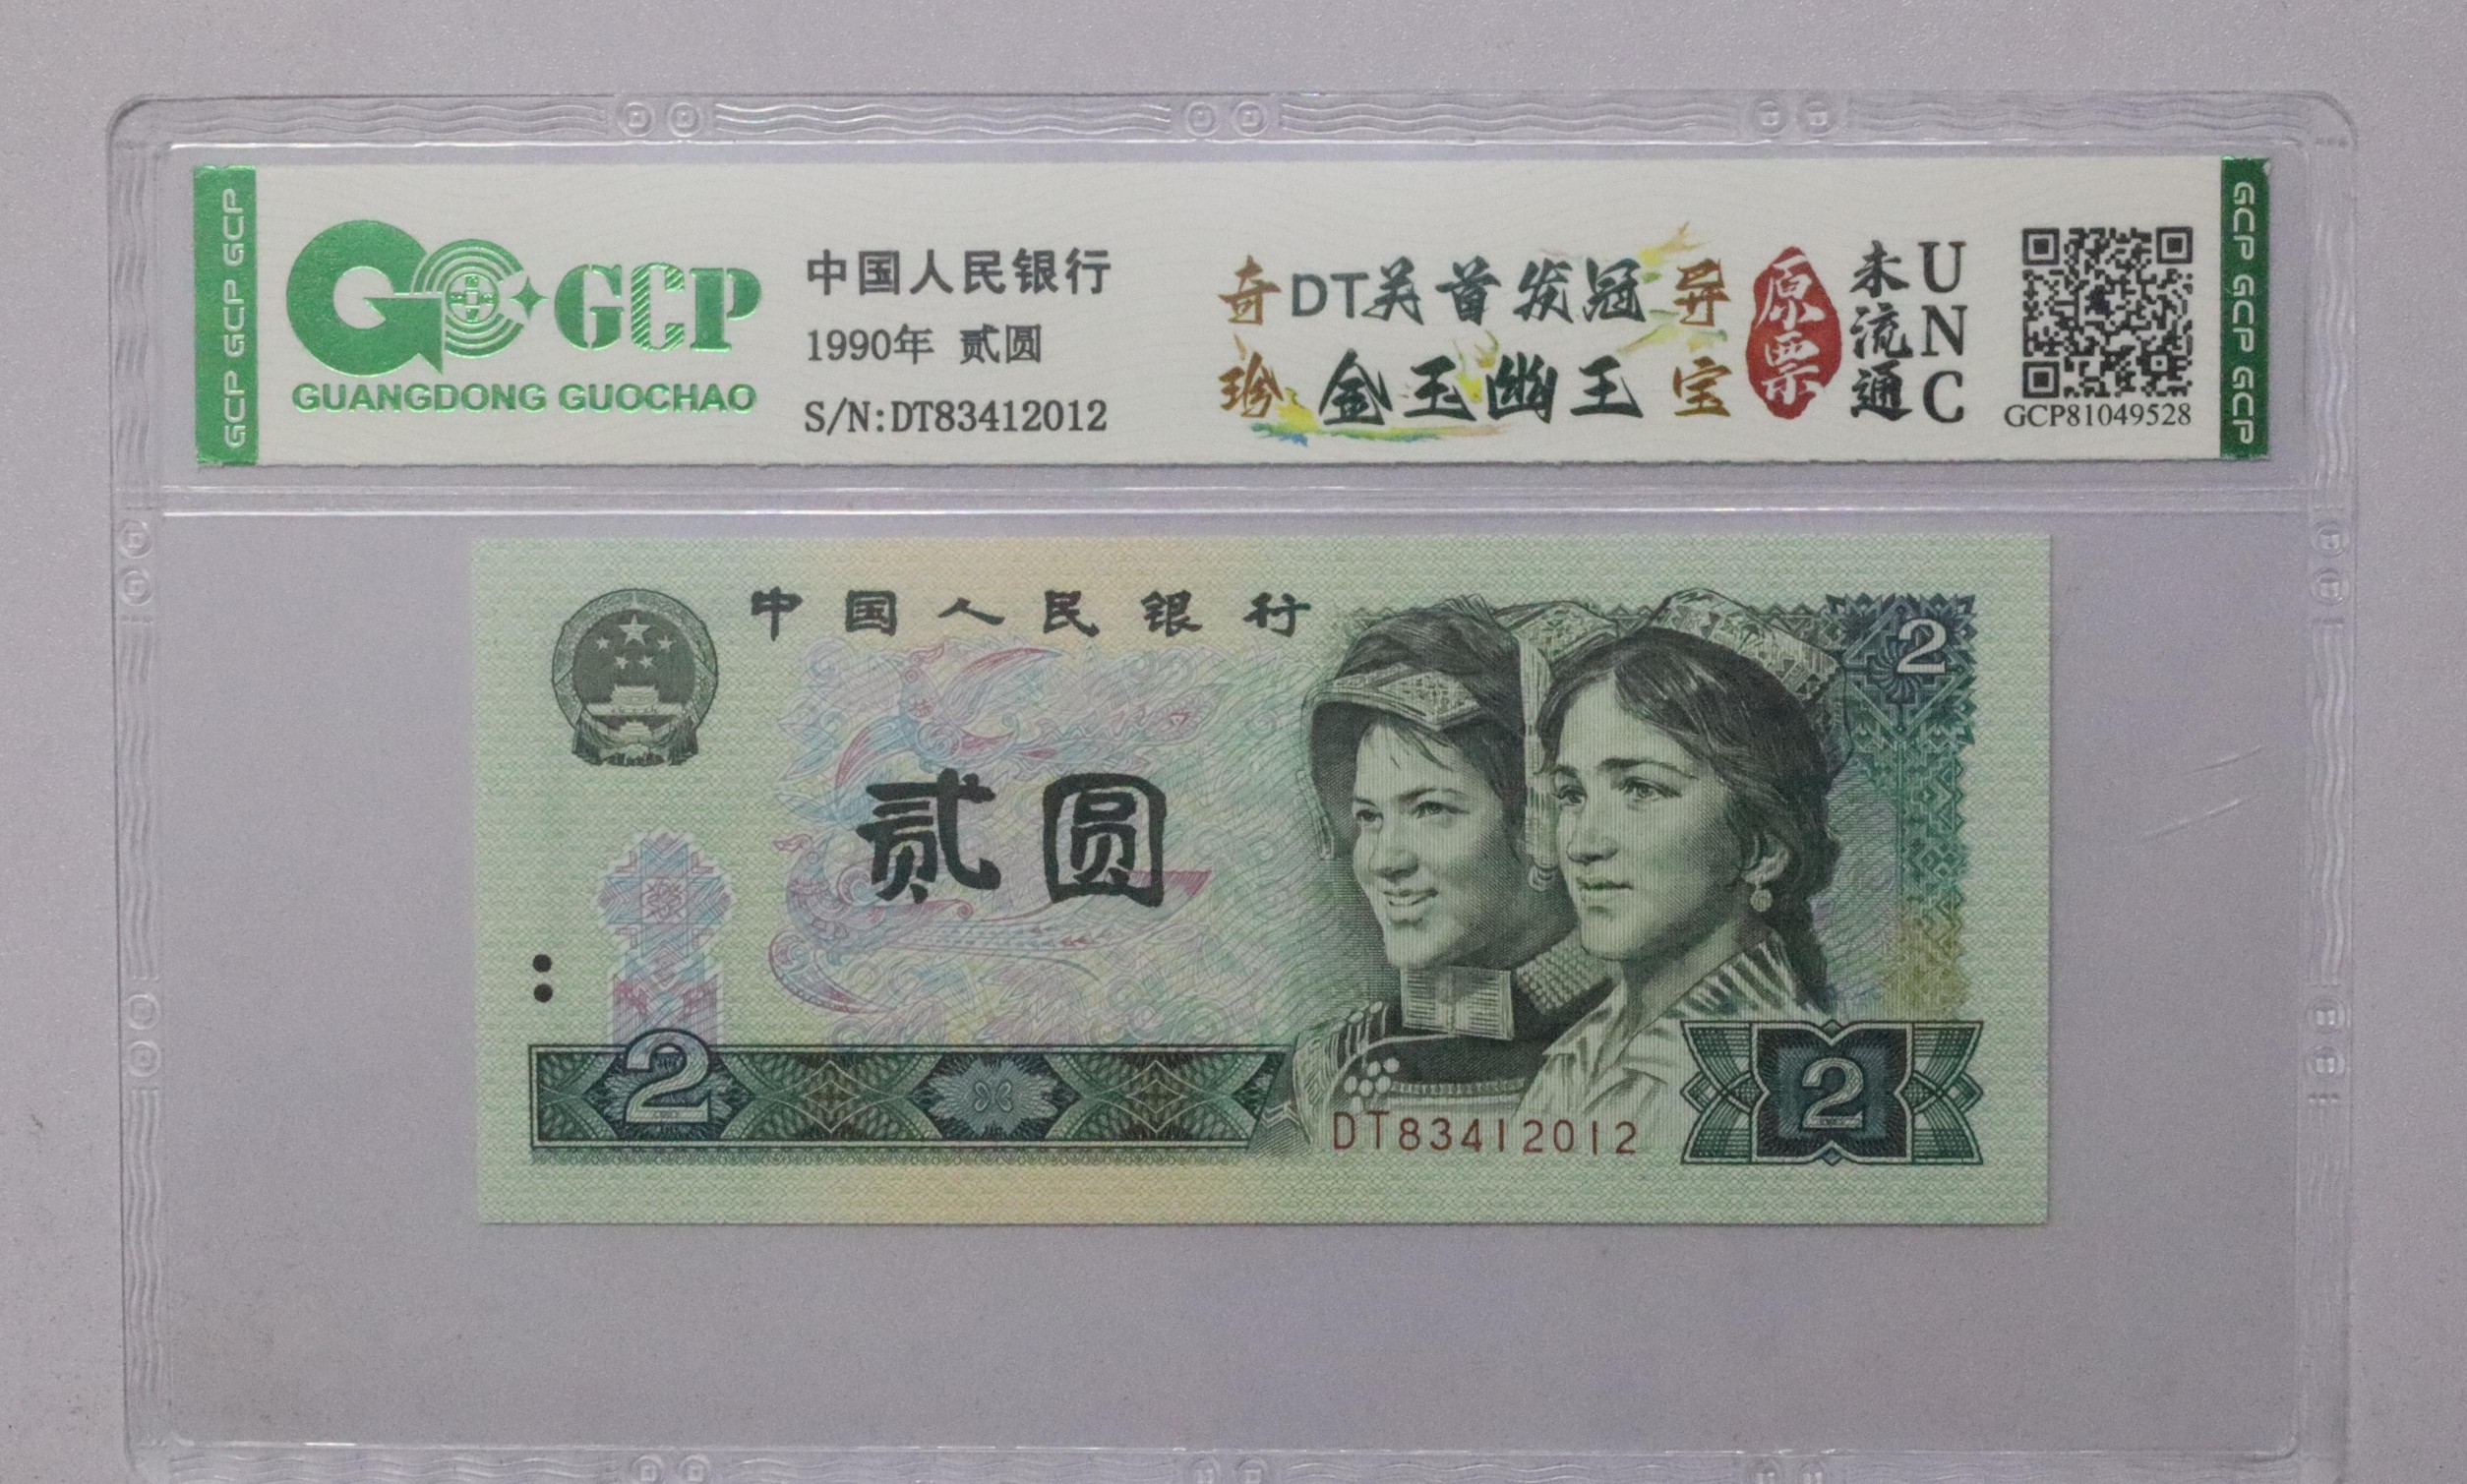 GCP GCP GCP
GCP
GUANGDONG GUOCHAO
中国人民银行
1990年 贰圆
S/N:DT83412012
奇 DT关首发冠 异
珍 金玉幽王 宝
原票
未流通
UNC
GCP81049528
GCP GCP GCP
中国人民银行
2
贰圆
2
DT83412012
2